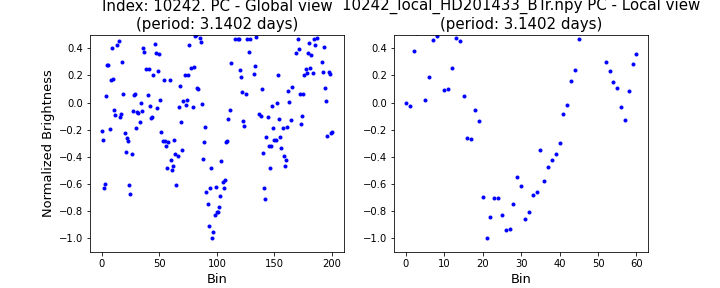 Index: 10242. PC - Global view
(period: 3.1402 days)
10242_local_HD201433_BTr.npy PC - Local view
(period: 3.1402 days)
Normalized Brightness
0.4
0.2
0.0
−0.2
−0.4
−0.6
−0.8
−1.0
0 50 100 150 200
Bin
0.4
0.2
0.0
−0.2
−0.4
−0.6
−0.8
−1.0
0 10 20 30 40 50 60
Bin